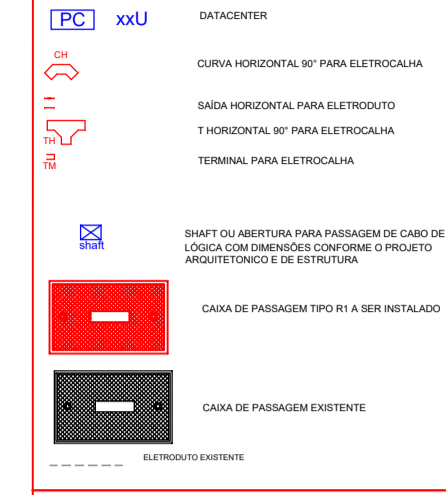 PC xxU DATACENTER
CH
CURVA HORIZONTAL 90° PARA ELETROCALHA
SAÍDA HORIZONTAL PARA ELETRODUTO
TH T HORIZONTAL 90° PARA ELETROCALHA
TM TERMINAL PARA ELETROCALHA
shaft
SHAFT OU ABERTURA PARA PASSAGEM DE CABO DE
LÓGICA COM DIMENSÕES CONFORME O PROJETO
ARQUITETONICO E DE ESTRUTURA
CAIXA DE PASSAGEM TIPO R1 A SER INSTALADO
CAIXA DE PASSAGEM EXISTENTE
ELETRODUTO EXISTENTE